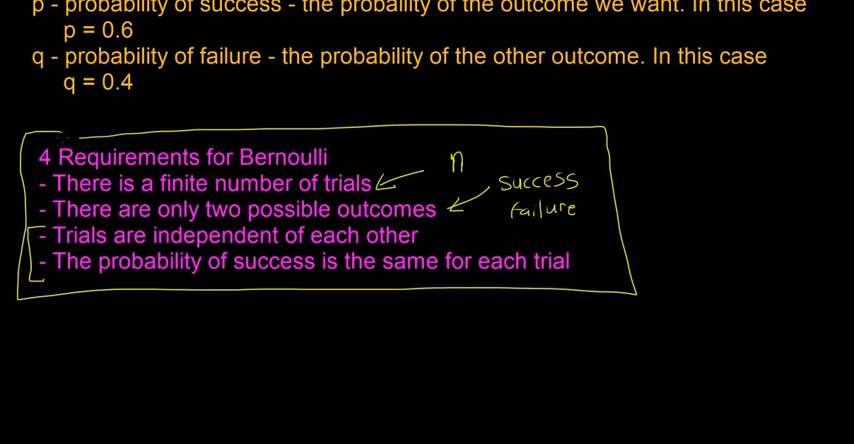 p - probability of success - the probaility of the outcome we want. In this case
p = 0.6
q - probability of failure - the probability of the other outcome. In this case
q = 0.4
4 Requirements for Bernoulli
- There is a finite number of trials
n
- There are only two possible outcomes
success
failure
- Trials are independent of each other
- The probability of success is the same for each trial